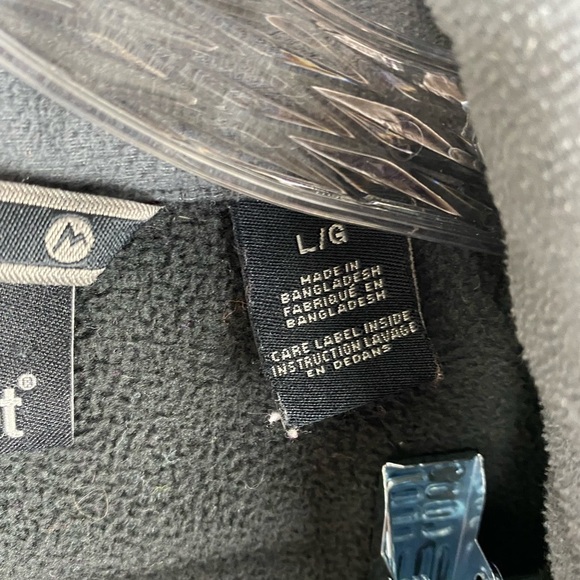 t®
L/G
MADE IN
BANGLADESH
FABRIQUÉ EN
BANGLADESH
CARE LABEL INSIDE
INSTRUCTION LAVAGE
EN DEDANS